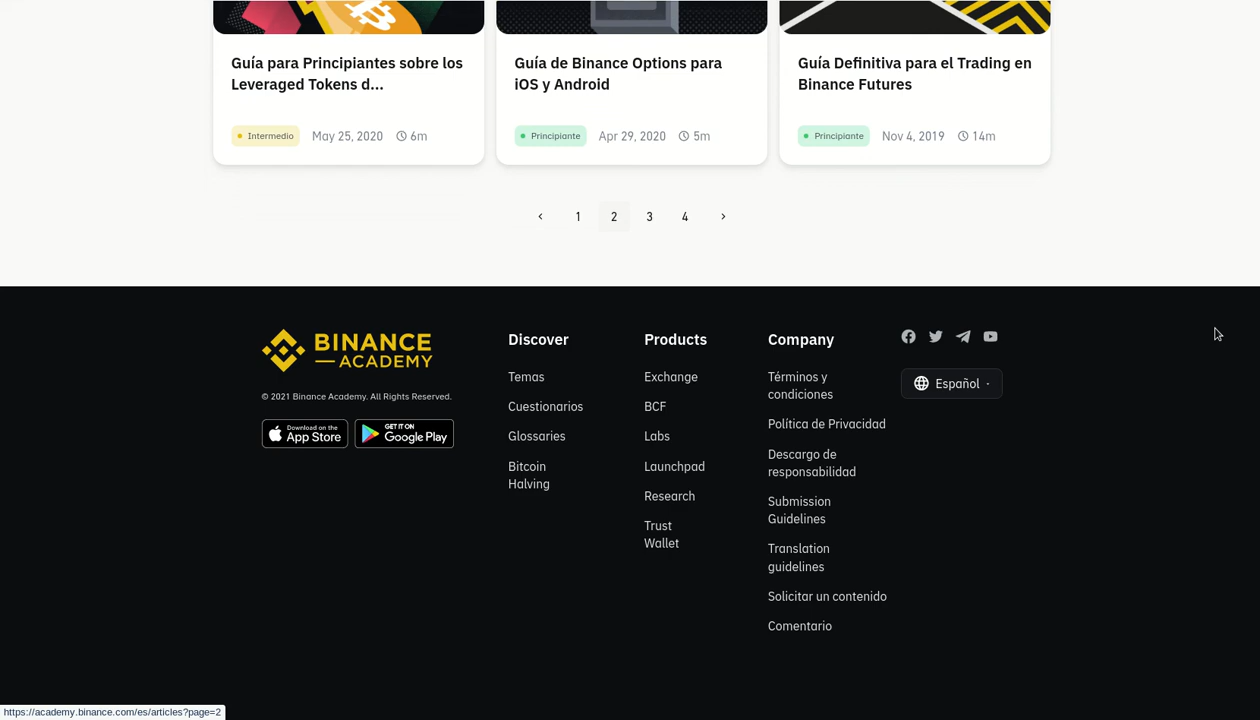 Guía para Principiantes sobre los
Leveraged Tokens d...
Intermedio May 25, 2020 6m
Guía de Binance Options para
iOS y Android
Principiante Apr 29, 2020 5m
Guía Definitiva para el Trading en
Binance Futures
Principiante Nov 4, 2019 14m
‹ 1 2 3 4 ›
BINANCE
ACADEMY
© 2021 Binance Academy. All Rights Reserved.
Download on the
App Store
GET IT ON
Google Play
Discover
Temas
Cuestionarios
Glossaries
Bitcoin
Halving
Products
Exchange
BCF
Labs
Launchpad
Research
Trust
Wallet
Company
Términos y
condiciones
Política de Privacidad
Descargo de
responsabilidad
Submission
Guidelines
Translation
guidelines
Solicitar un contenido
Comentario
Español
https://academy.binance.com/es/articles?page=2